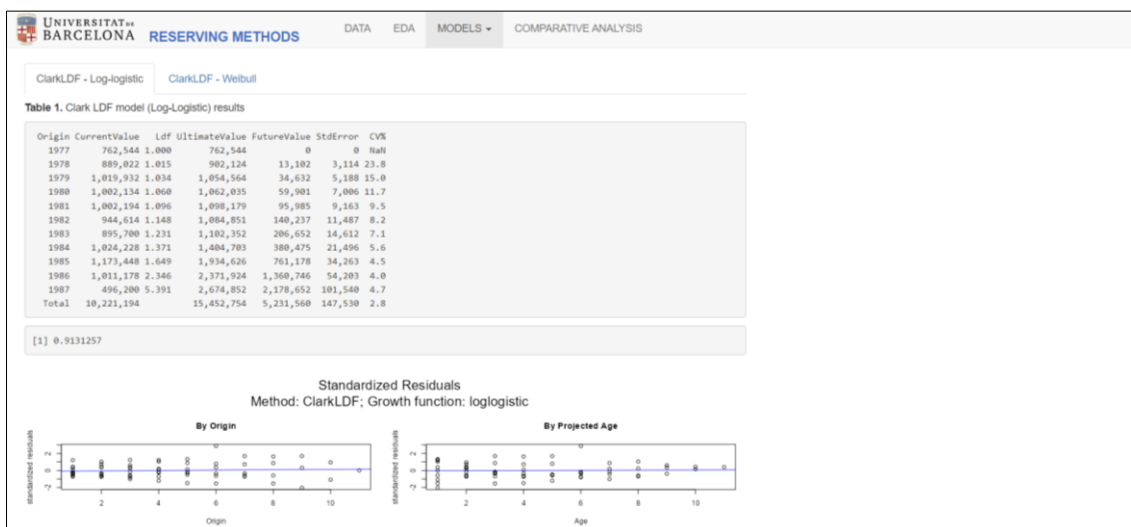 UNIVERSITAT DE
BARCELONA
RESERVING METHODS
DATA EDA MODELS COMPARATIVE ANALYSIS
ClarkLDF - Log-logistic ClarkLDF - Weibull
Table 1. Clark LDF model (Log-Logistic) results
Origin CurrentValue Ldf UltimateValue FutureValue StdError CV%
1977 762,544 1.000 762,544 0 0 NaN
1978 889,022 1.015 902,124 13,102 3,114 23.8
1979 1,019,932 1.034 1,054,564 34,632 5,188 15.0
1980 1,002,134 1.060 1,062,035 59,901 7,006 11.7
1981 1,002,194 1.096 1,098,179 95,985 9,163 9.5
1982 944,614 1.148 1,084,851 140,237 11,487 8.2
1983 895,700 1.231 1,102,352 206,652 14,612 7.1
1984 1,024,228 1.371 1,404,703 380,475 21,496 5.6
1985 1,173,448 1.649 1,934,626 761,178 34,263 4.5
1986 1,011,178 2.346 2,371,924 1,360,746 54,203 4.0
1987 496,200 5.391 2,674,852 2,178,652 101,540 4.7
Total 10,221,194 15,452,754 5,231,560 147,530 2.8
[1] 0.9131257
Standardized Residuals
Method: ClarkLDF; Growth function: loglogistic
By Origin
standardized residuals
2
0
-2
2 4 6 8 10
Origin
By Projected Age
standardized residuals
2
0
-2
2 4 6 8 10
Age